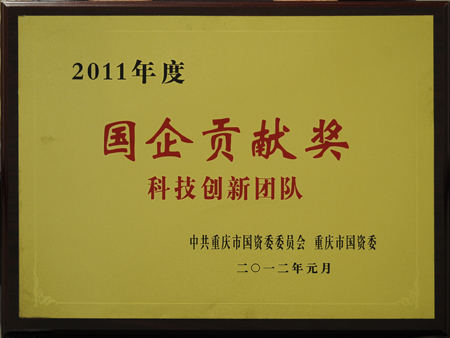 2011年度
国企贡献奖
科技创新团队
中共重庆市国资委委员会 重庆市国资委
二〇一二年元月